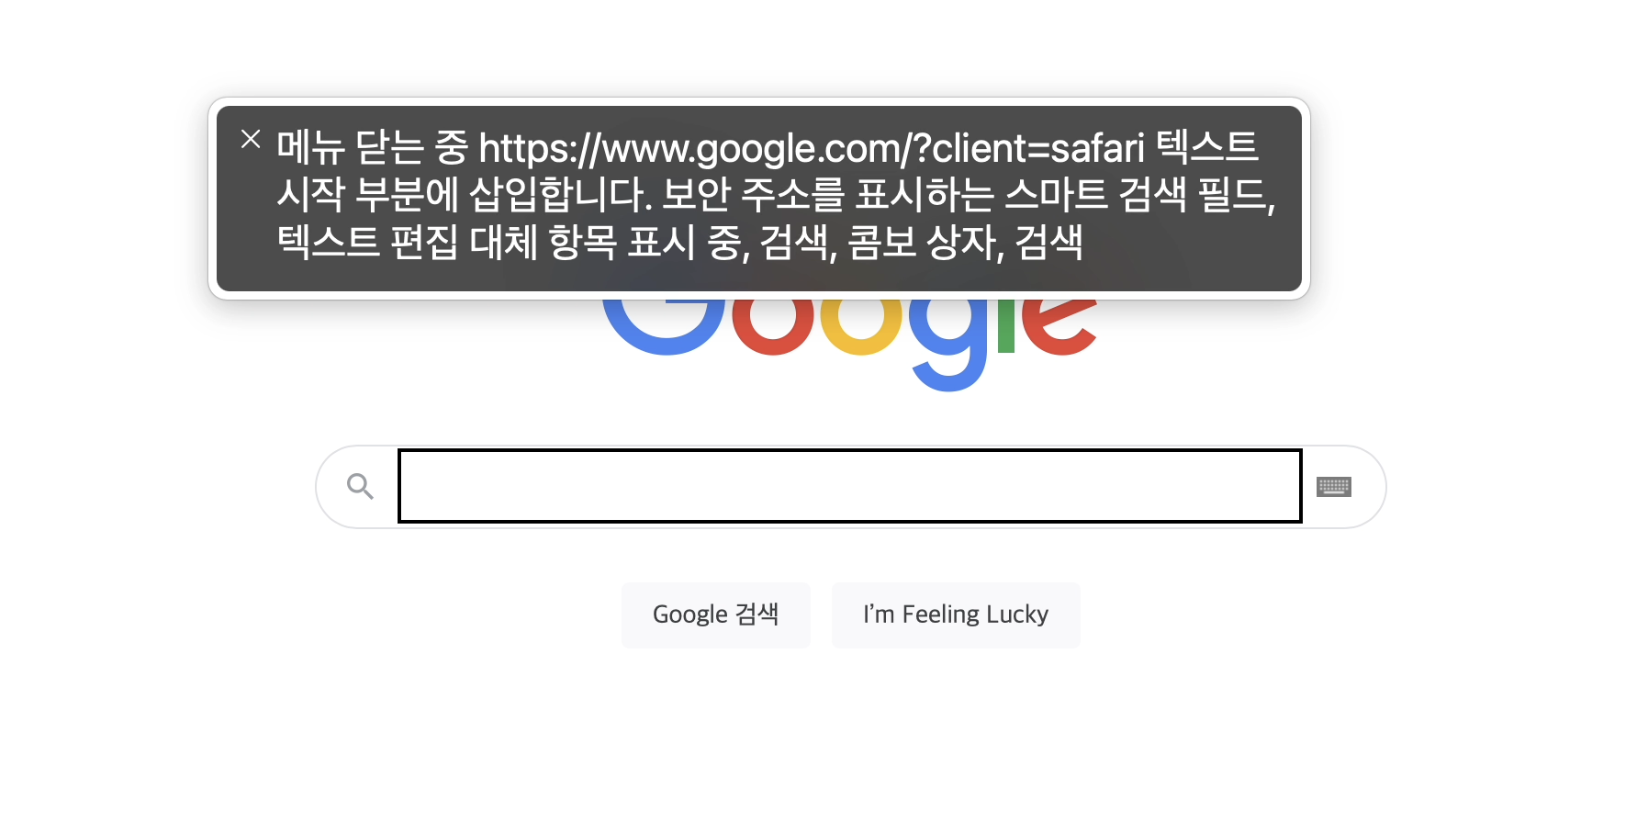 메뉴 닫는 중 https://www.google.com/?client=safari 텍스트
시작 부분에 삽입합니다. 보안 주소를 표시하는 스마트 검색 필드,
텍스트 편집 대체 항목 표시 중, 검색, 콤보 상자, 검색
Google
Google 검색
I’m Feeling Lucky